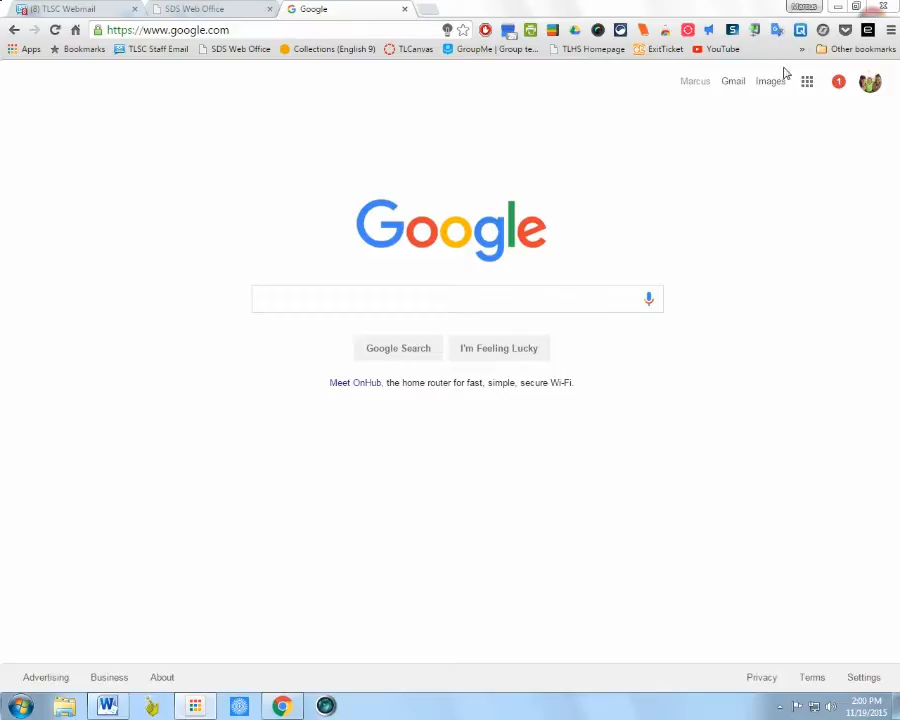 (8) TLSC Webmail
SDS Web Office
Google
Marcus
https://www.google.com
Apps
Bookmarks
TLSC Staff Email
SDS Web Office
Collections (English 9)
TLCanvas
GroupMe | Group te...
TLHS Homepage
ExitTicket
YouTube
»
Other bookmarks
Marcus
Gmail
Images
1
Google
Google Search
I'm Feeling Lucky
Meet OnHub, the home router for fast, simple, secure Wi-Fi.
Advertising
Business
About
Privacy
Terms
Settings
2:00 PM
11/19/2015